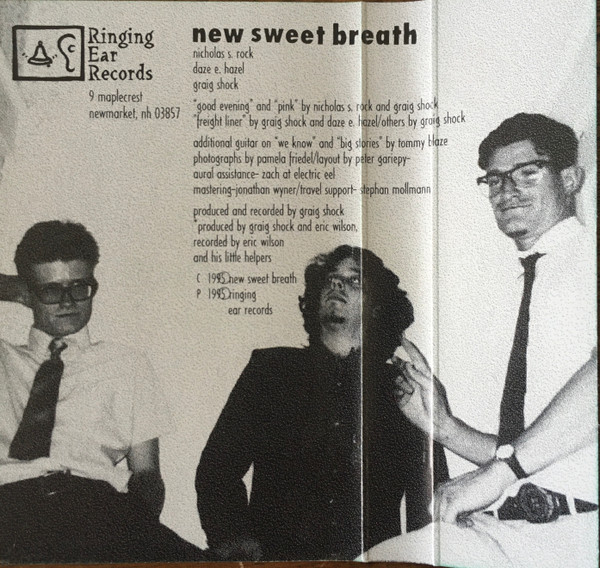 Ringing
Ear
Records
9 maplecrest
newmarket, nh 03857
new sweet breath
nicholas s. rock
daze e. hazel
graig shock
"good evening" and "pink" by nicholas s. rock and graig shock
*freight liner" by graig shock and daze e. hazel/others by graig shock
additional guitar on "we know" and "big stories" by tommy blaze
photographs by pamela friedel/layout by peter gariepy-
aural assistance- zach at electric eel
mastering-jonathan wyner/travel support- stephan mollmann
produced and recorded by graig shock
*produced by graig shock and eric wilson,
recorded by eric wilson
and his little helpers
C 1995 new sweet breath
P 1995 ringing
ear records